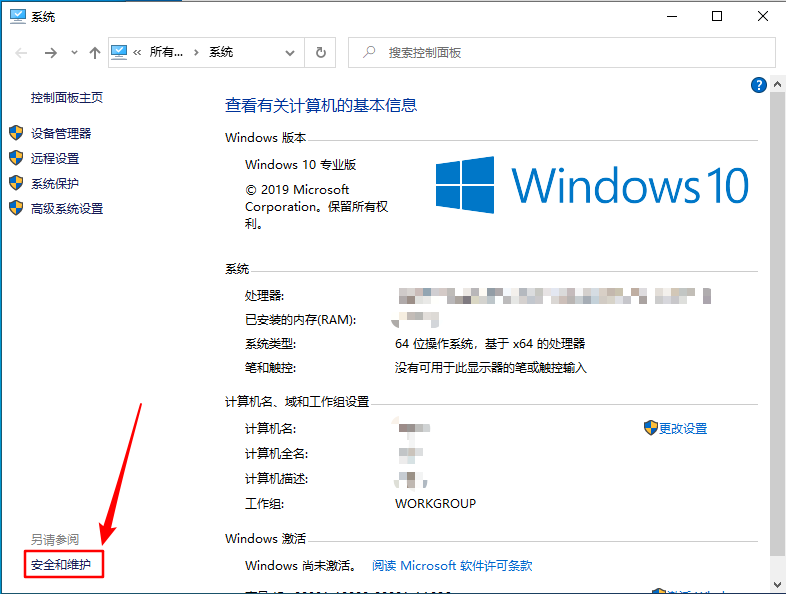 系统
« 所有... › 系统
搜索控制面板
控制面板主页
设备管理器
远程设置
系统保护
高级系统设置
查看有关计算机的基本信息
Windows 版本
Windows 10 专业版
© 2019 Microsoft
Corporation。保留所有权
利。
Windows 10
系统
处理器:
已安装的内存(RAM):
系统类型: 64 位操作系统, 基于 x64 的处理器
笔和触控: 没有可用于此显示器的笔或触控输入
计算机名、域和工作组设置
计算机名: 更改设置
计算机全名:
计算机描述:
工作组: WORKGROUP
Windows 激活
Windows 尚未激活。 阅读 Microsoft 软件许可条款
另请参阅
安全和维护